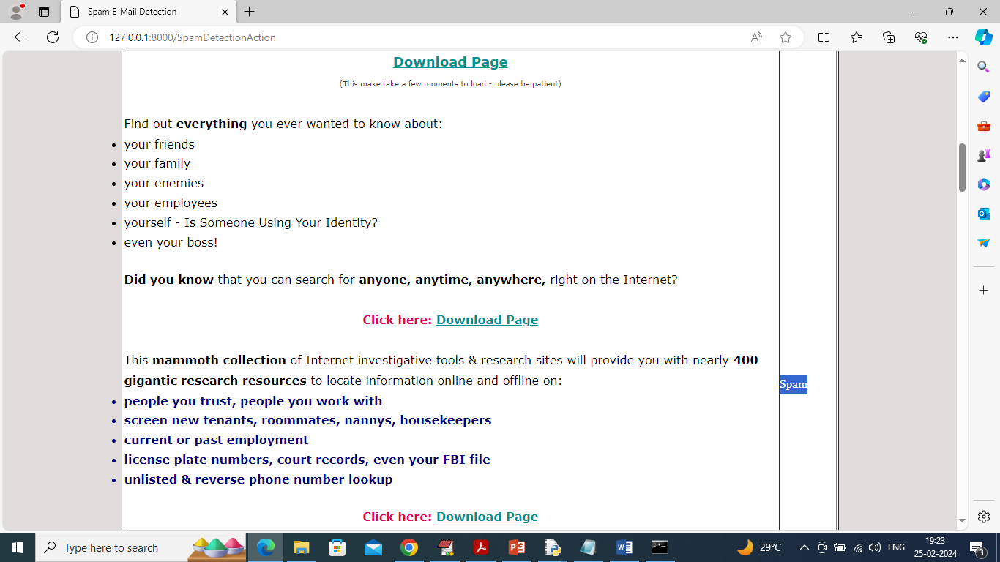 Spam E-Mail Detection
127.0.0.1:8000/SpamDetectionAction
Download Page
(This make take a few moments to load - please be patient)
Find out everything you ever wanted to know about:
your friends
your family
your enemies
your employees
yourself - Is Someone Using Your Identity?
even your boss!
Did you know that you can search for anyone, anytime, anywhere, right on the Internet?
Click here: Download Page
This mammoth collection of Internet investigative tools & research sites will provide you with nearly 400
gigantic research resources to locate information online and offline on:
Spam
people you trust, people you work with
screen new tenants, roommates, nannys, housekeepers
current or past employment
license plate numbers, court records, even your FBI file
unlisted & reverse phone number lookup
Click here: Download Page
Type here to search
29°C
ENG
19:23
25-02-2024
3